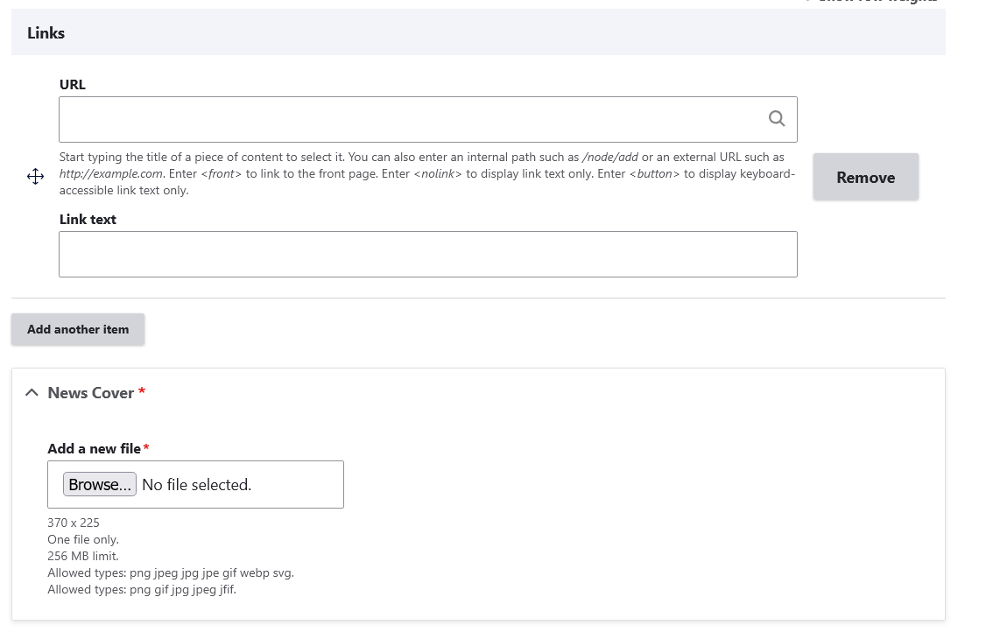 Links
URL
Start typing the title of a piece of content to select it. You can also enter an internal path such as /node/add or an external URL such as
http://example.com. Enter <front> to link to the front page. Enter <nolink> to display link text only. Enter <button> to display keyboard-
accessible link text only.
Remove
Link text
Add another item
News Cover *
Add a new file*
Browse... No file selected.
370 x 225
One file only.
256 MB limit.
Allowed types: png jpeg jpg jpe gif webp svg.
Allowed types: png gif jpg jpeg jfif.